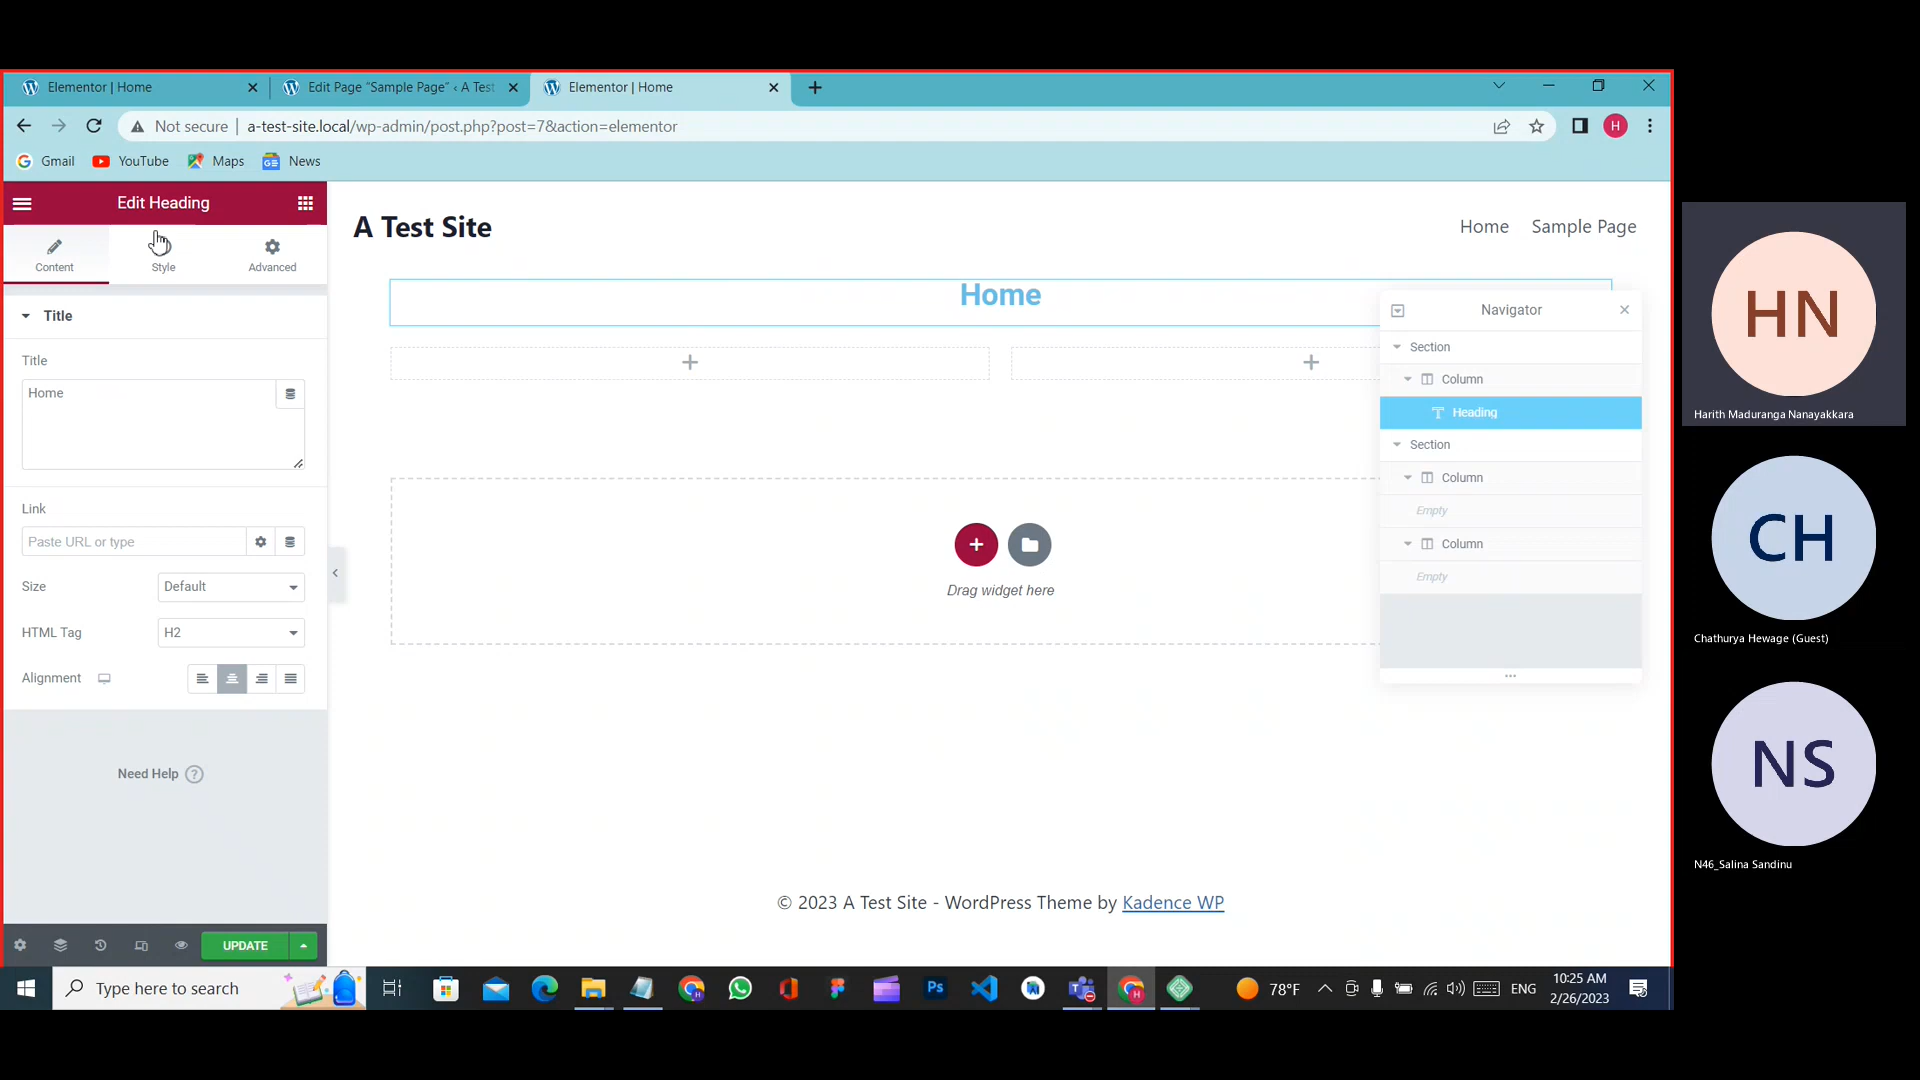 Elementor | Home
Edit Page "Sample Page" ‹ A Test
Elementor | Home
Not secure
a-test-site.local/wp-admin/post.php?post=7&action=elementor
H
Gmail
YouTube
Maps
News
Edit Heading
Content
Style
Advanced
Title
Title
Home
Link
Paste URL or type
Size
Default
HTML Tag
H2
Alignment
Need Help
UPDATE
A Test Site
Home
Sample Page
Home
Drag widget here
© 2023 A Test Site - WordPress Theme by Kadence WP
Navigator
Section
Column
Heading
Section
Column
Empty
Column
Empty
HN
Harith Maduranga Nanayakkara
CH
Chathurya Hewage (Guest)
NS
N46_Salina Sandinu
Type here to search
Ps
78°F
ENG
10:25 AM
2/26/2023